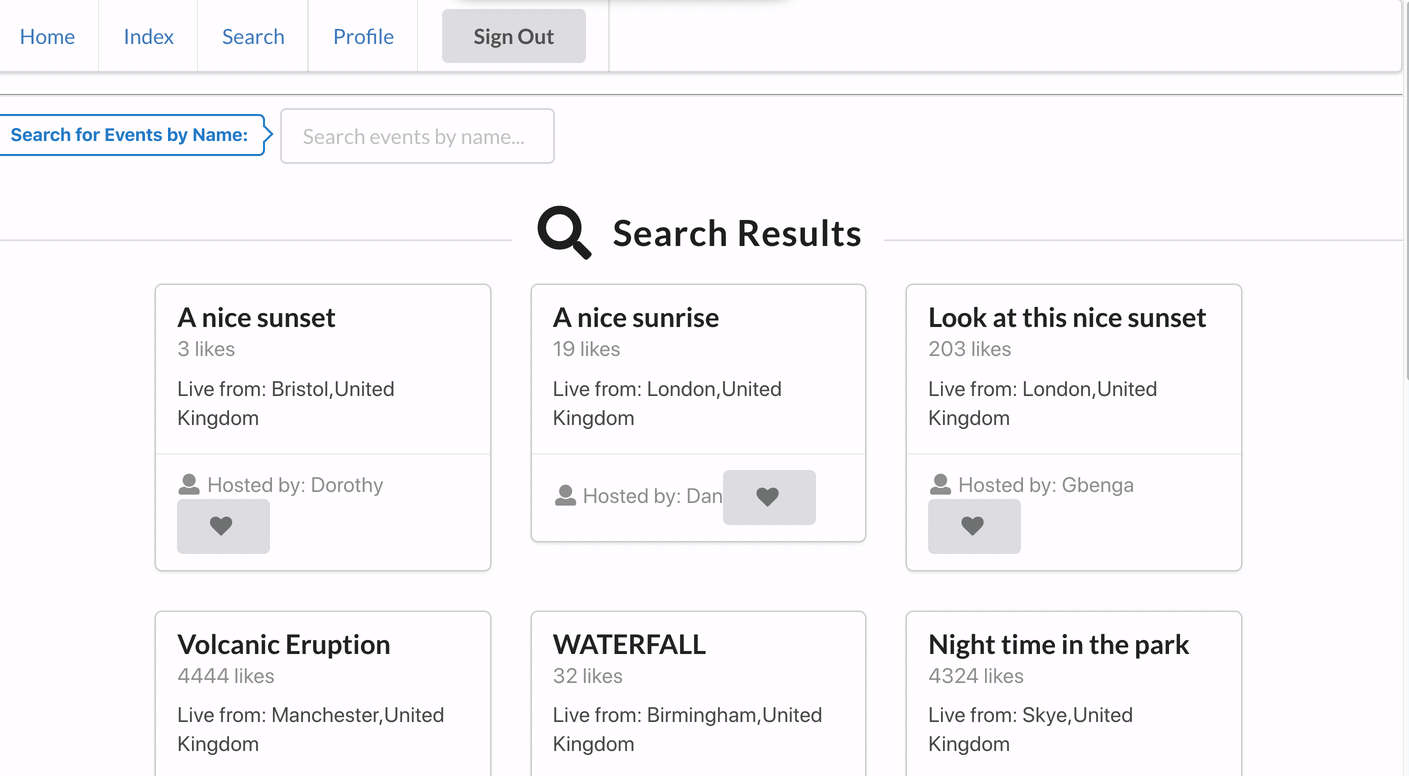 Home Index Search Profile Sign Out
Search for Events by Name: Search events by name...
Search Results
A nice sunset
3 likes
Live from: Bristol,United
Kingdom
Hosted by: Dorothy
A nice sunrise
19 likes
Live from: London,United
Kingdom
Hosted by: Dan
Look at this nice sunset
203 likes
Live from: London,United
Kingdom
Hosted by: Gbenga
Volcanic Eruption
4444 likes
Live from: Manchester,United
Kingdom
WATERFALL
32 likes
Live from: Birmingham,United
Kingdom
Night time in the park
4324 likes
Live from: Skye,United
Kingdom